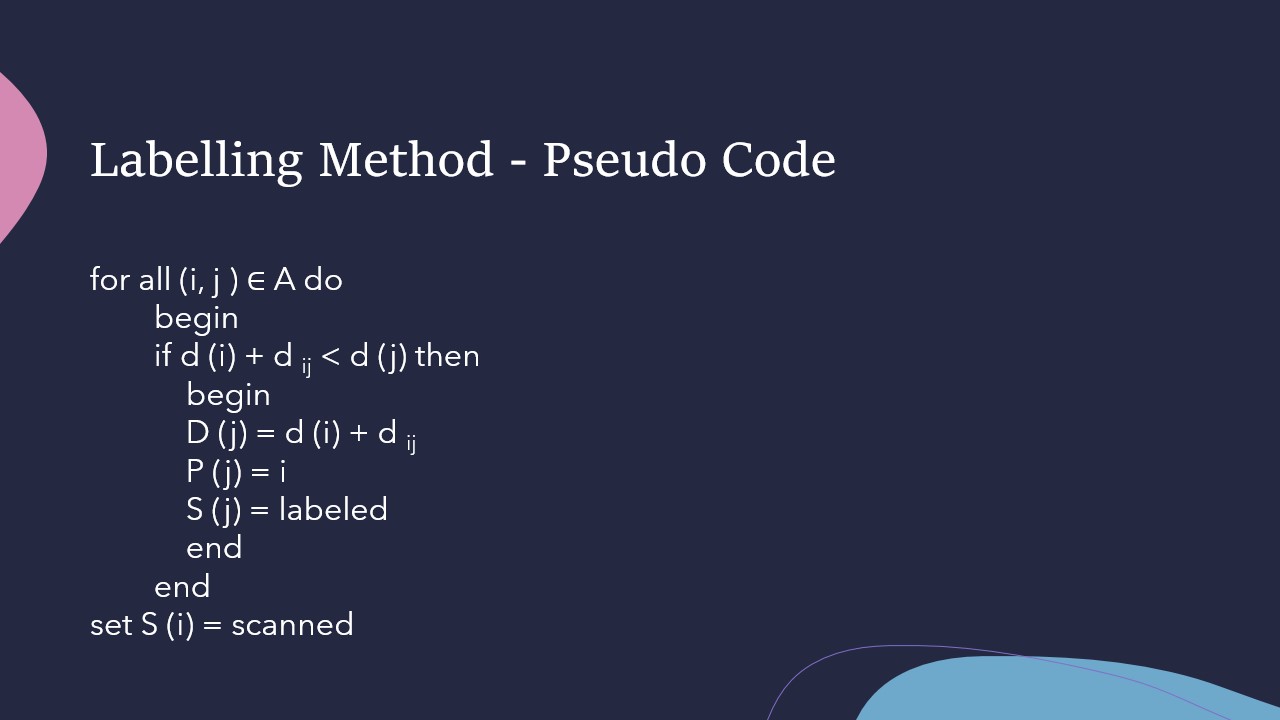 Labelling Method - Pseudo Code
for all (i, j ) ∈ A do
begin
if d (i) + d ij < d (j) then
begin
D (j) = d (i) + d ij
P (j) = i
S (j) = labeled
end
end
set S (i) = scanned